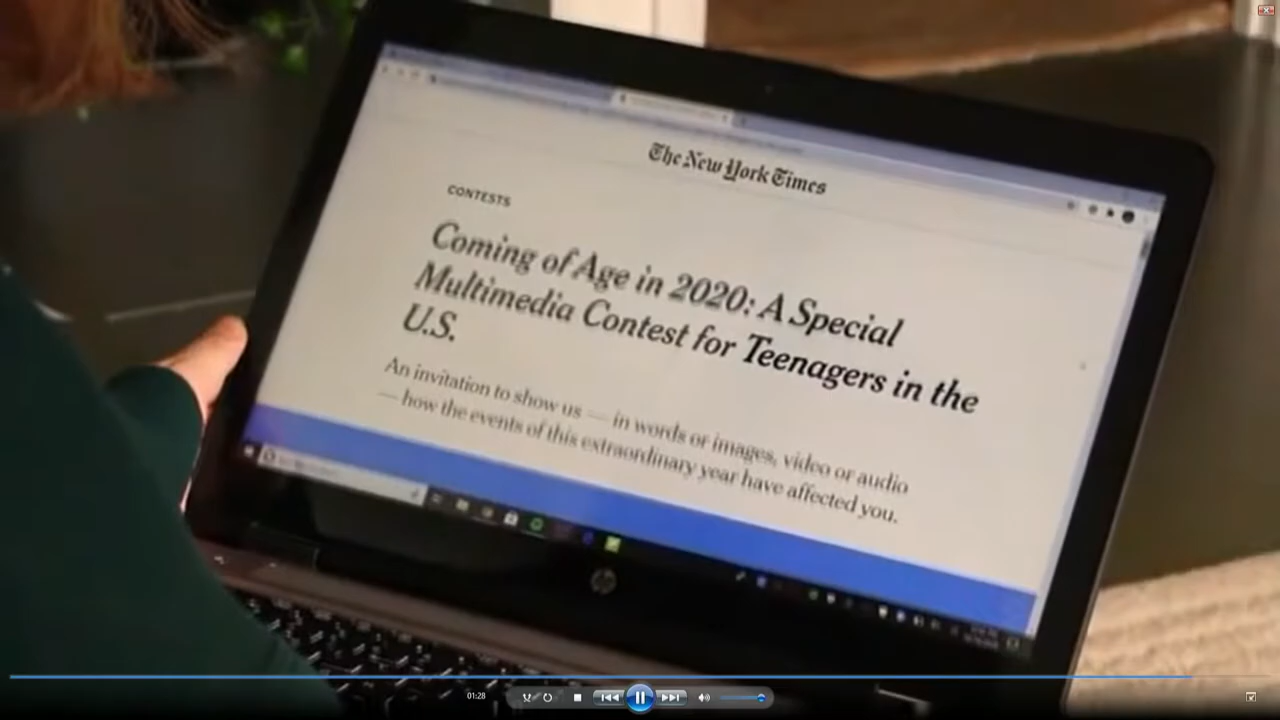 The New York Times
CONTESTS
Coming of Age in 2020: A Special
Multimedia Contest for Teenagers in the
U.S.
An invitation to show us — in words or images, video or audio
— how the events of this extraordinary year have affected you.
hp
01:28